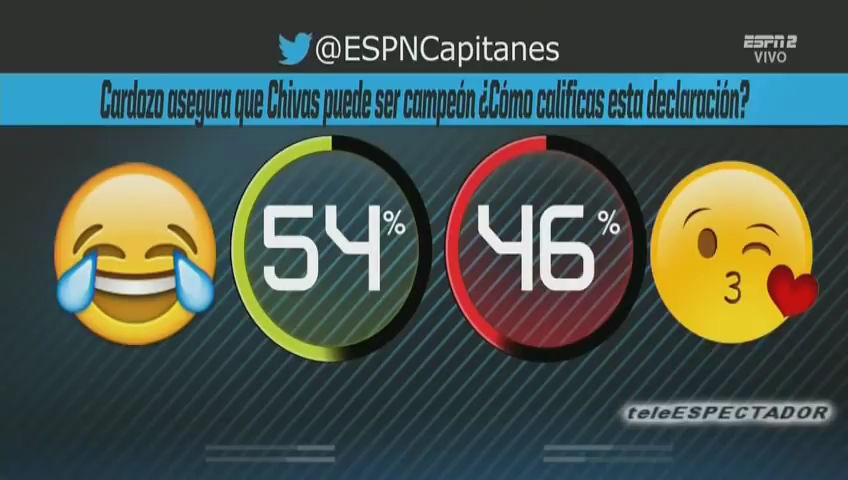 @ESPNCapitanes
ESPN2
VIVO
Cardozo asegura que Chivas puede ser campeón ¿Cómo calificas esta declaración?
54%
46%
teleESPECTADOR